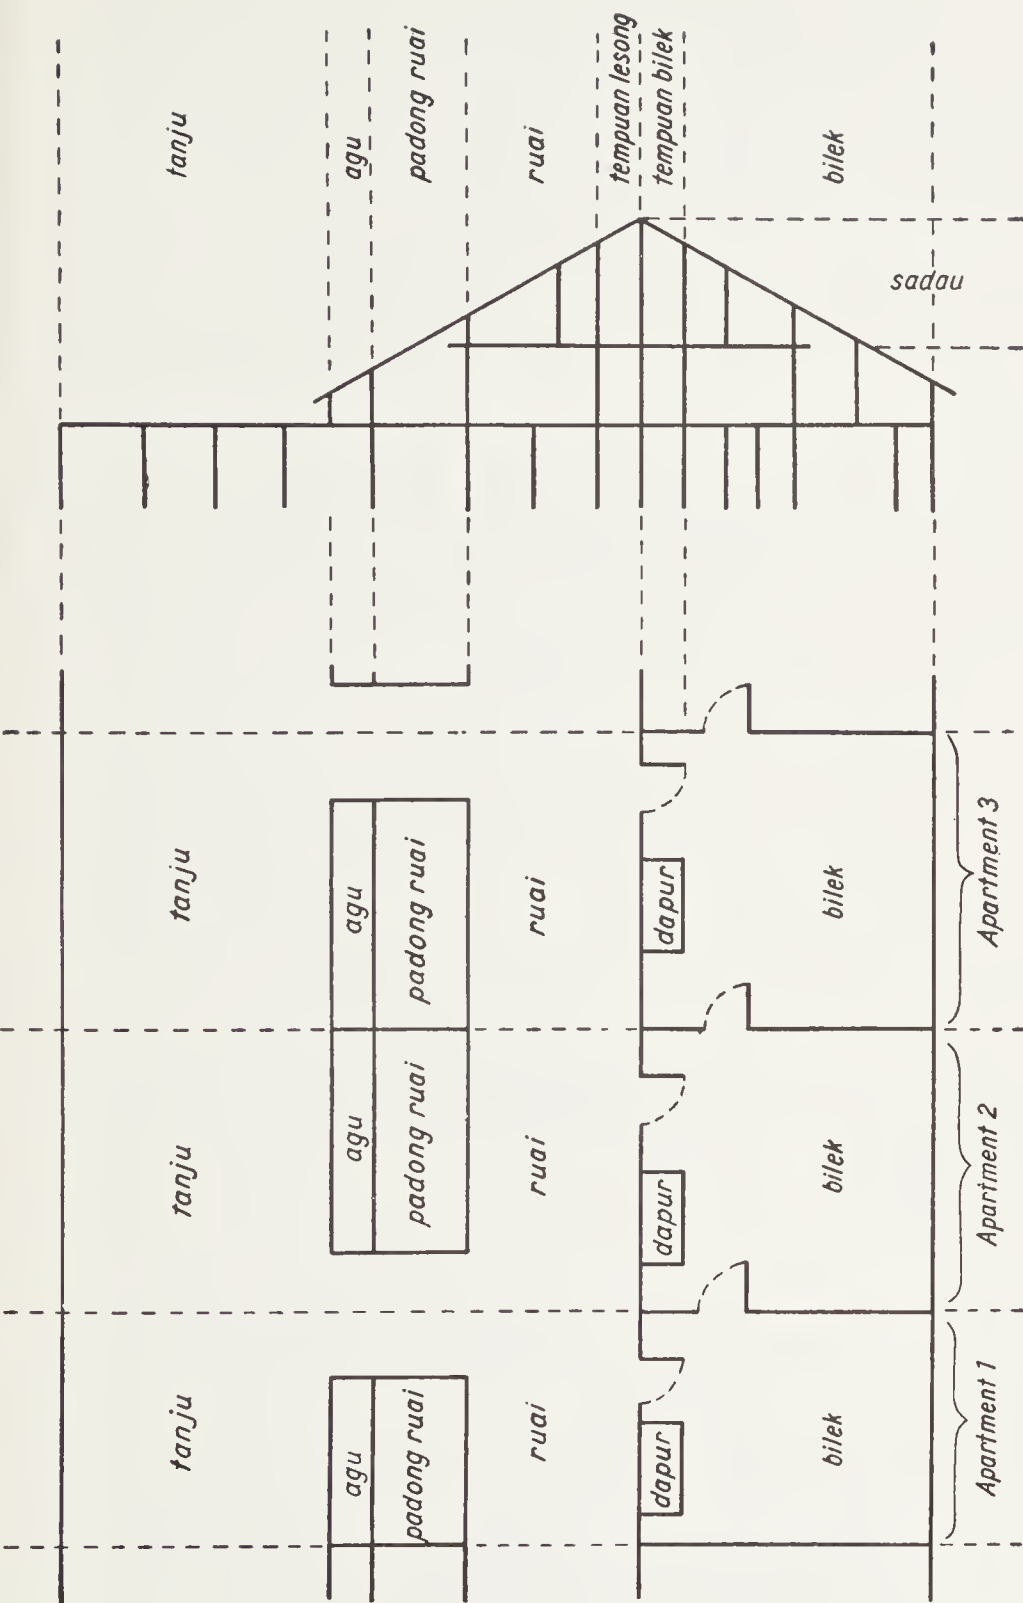 tanju
agu
padong ruai
ruai
tempuan lesong
tempuan bilek
bilek
sadau
tanju
agu
padong ruai
ruai
dapur
bilek
Apartment 3
tanju
agu
padong ruai
ruai
dapur
bilek
Apartment 2
tanju
agu
padong ruai
ruai
dapur
bilek
Apartment 1